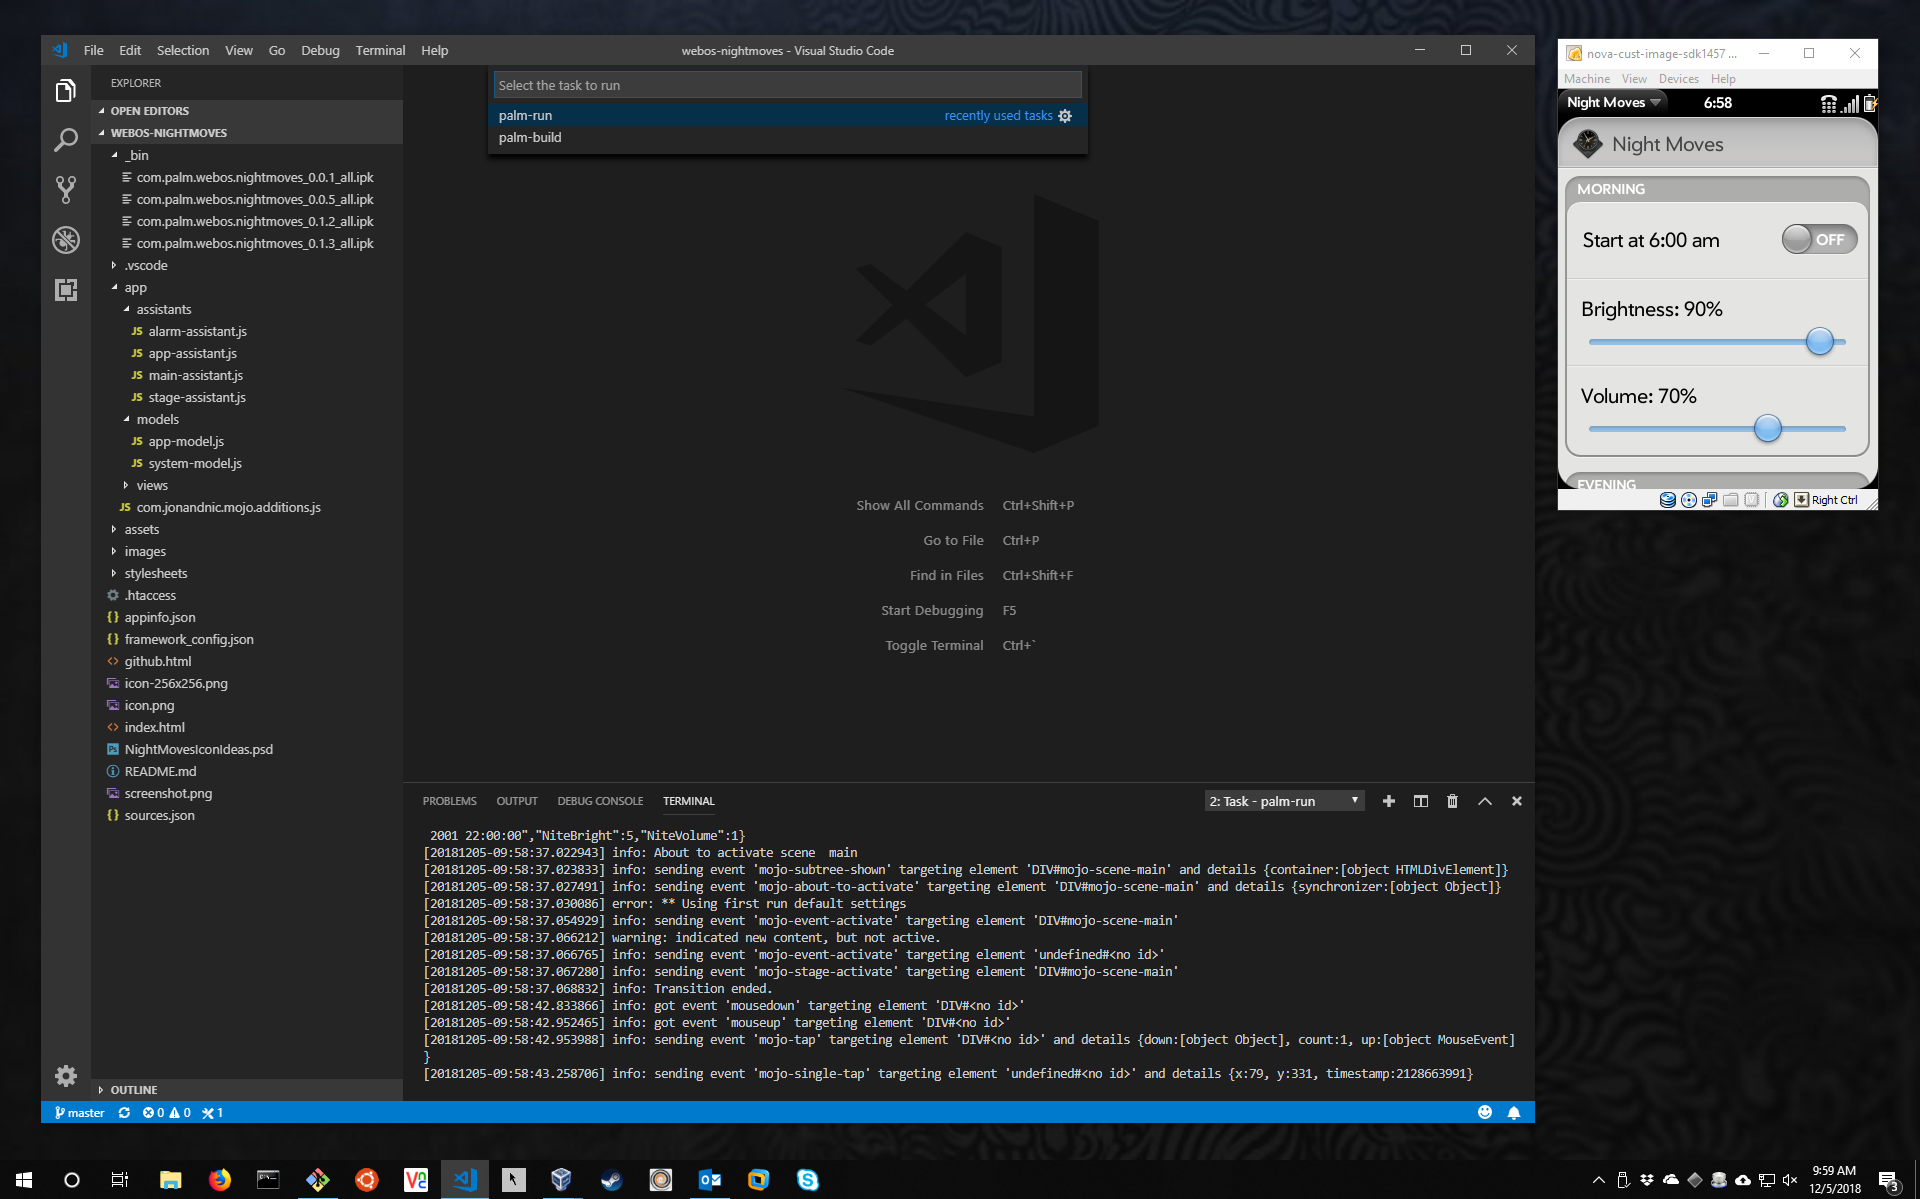 File Edit Selection View Go Debug Terminal Help
webos-nightmoves - Visual Studio Code
EXPLORER
OPEN EDITORS
WEBOS-NIGHTMOVES
_bin
com.palm.webos.nightmoves_0.0.1_all.ipk
com.palm.webos.nightmoves_0.0.5_all.ipk
com.palm.webos.nightmoves_0.1.2_all.ipk
com.palm.webos.nightmoves_0.1.3_all.ipk
.vscode
app
assistants
JS alarm-assistant.js
JS app-assistant.js
JS main-assistant.js
JS stage-assistant.js
models
JS app-model.js
JS system-model.js
views
JS com.jonandnic.mojo.additions.js
assets
images
stylesheets
.htaccess
{} appinfo.json
{} framework_config.json
<> github.html
icon-256x256.png
icon.png
<> index.html
Ps NightMovesIconIdeas.psd
README.md
screenshot.png
{} sources.json
OUTLINE
Select the task to run
palm-run recently used tasks
palm-build
Show All Commands Ctrl+Shift+P
Go to File Ctrl+P
Find in Files Ctrl+Shift+F
Start Debugging F5
Toggle Terminal Ctrl+`
PROBLEMS OUTPUT DEBUG CONSOLE TERMINAL
2: Task - palm-run
2001 22:00:00","NiteBright":5,"NiteVolume":1}
[20181205-09:58:37.022943] info: About to activate scene  main
[20181205-09:58:37.023833] info: sending event 'mojo-subtree-shown' targeting element 'DIV#mojo-scene-main' and details {container:[object HTMLDivElement]}
[20181205-09:58:37.027491] info: sending event 'mojo-about-to-activate' targeting element 'DIV#mojo-scene-main' and details {synchronizer:[object Object]}
[20181205-09:58:37.030086] error: ** Using first run default settings
[20181205-09:58:37.054929] info: sending event 'mojo-event-activate' targeting element 'DIV#mojo-scene-main'
[20181205-09:58:37.066212] warning: indicated new content, but not active.
[20181205-09:58:37.066765] info: sending event 'mojo-event-activate' targeting element 'undefined#<no id>'
[20181205-09:58:37.067280] info: sending event 'mojo-stage-activate' targeting element 'DIV#mojo-scene-main'
[20181205-09:58:37.068832] info: Transition ended.
[20181205-09:58:42.833866] info: got event 'mousedown' targeting element 'DIV#<no id>'
[20181205-09:58:42.952465] info: got event 'mouseup' targeting element 'DIV#<no id>'
[20181205-09:58:42.953988] info: sending event 'mojo-tap' targeting element 'DIV#<no id>' and details {down:[object Object], count:1, up:[object MouseEvent]
}
[20181205-09:58:43.258706] info: sending event 'mojo-single-tap' targeting element 'undefined#<no id>' and details {x:79, y:331, timestamp:2128663991}
master 0 0 1
nova-cust-image-sdk1457 ...
Machine View Devices Help
Night Moves 6:58
Night Moves
MORNING
Start at 6:00 am OFF
Brightness: 90%
Volume: 70%
EVENING
Right Ctrl
9:59 AM
12/5/2018
3